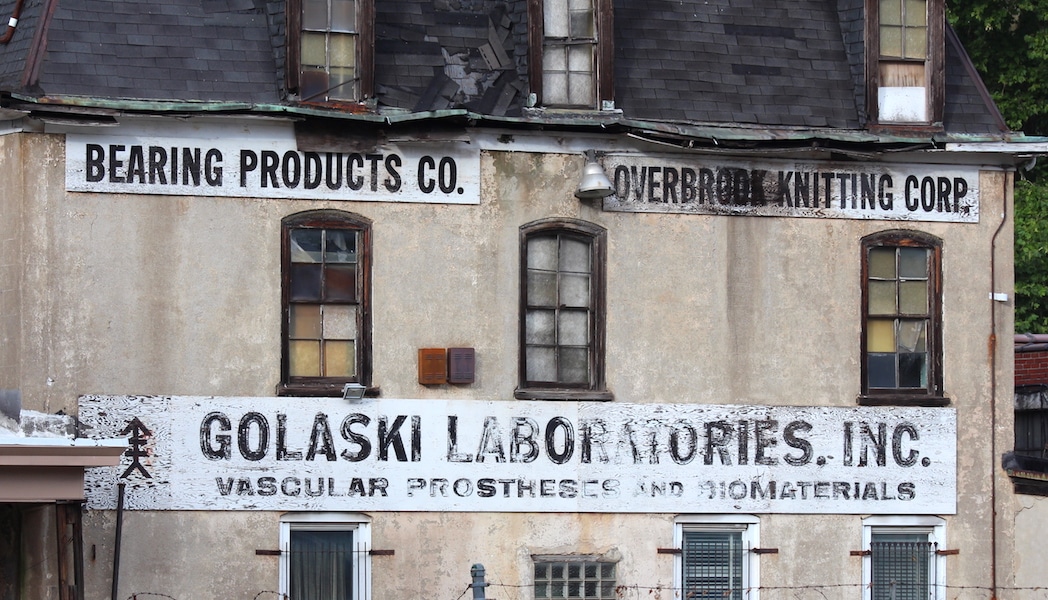 BEARING PRODUCTS CO.
OVERBROOK KNITTING CORP.
GOLASKI LABORATORIES, INC.
VASCULAR PROSTHESES AND BIOMATERIALS